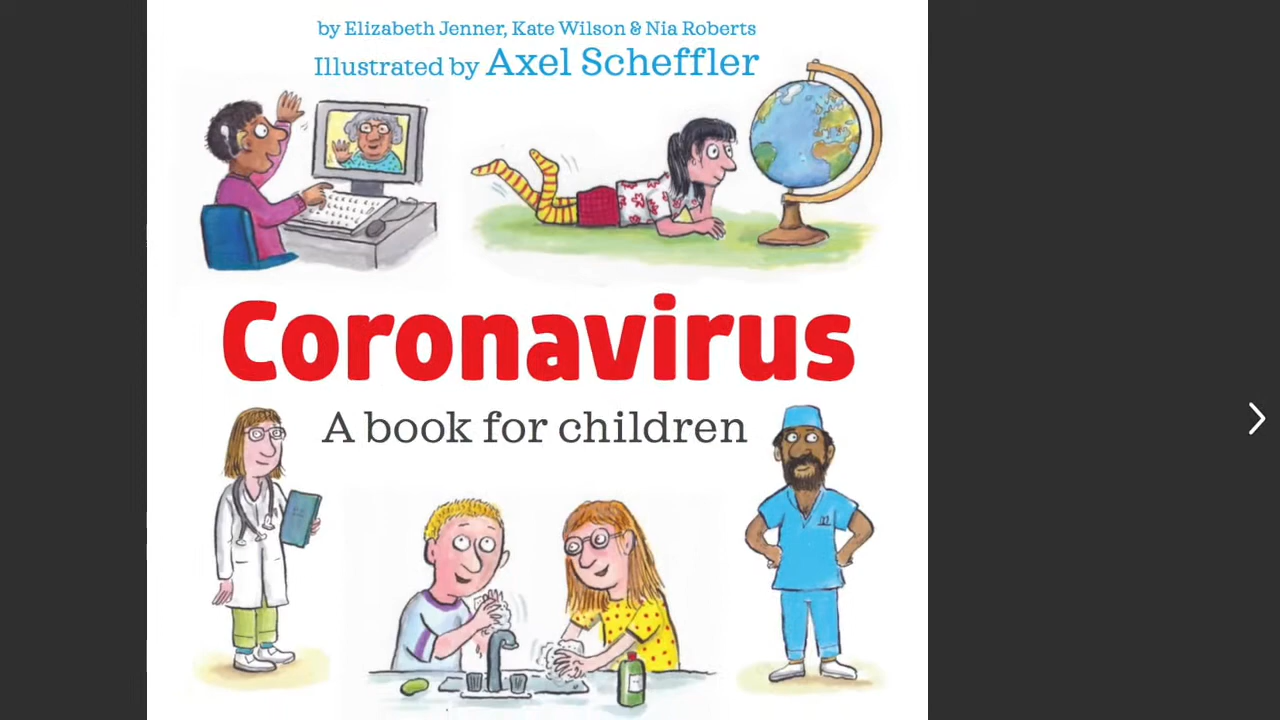 by Elizabeth Jenner, Kate Wilson & Nia Roberts
Illustrated by Axel Scheffler
Coronavirus
A book for children